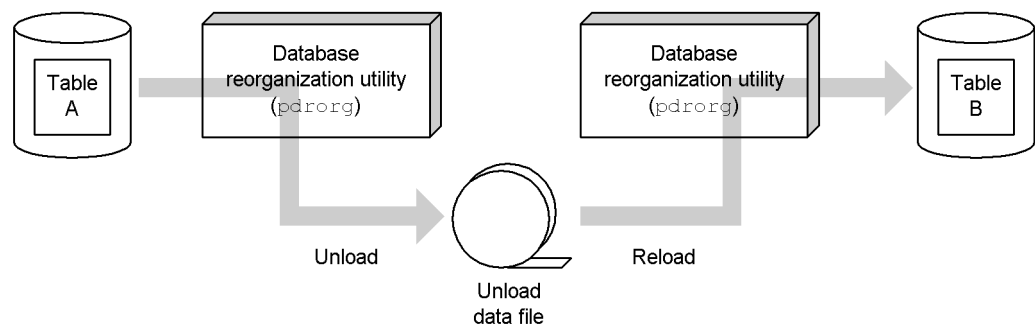 Table
A
Database
reorganization utility
(pdrorg)
Database
reorganization utility
(pdrorg)
Table
B
Unload
Reload
Unload
data file